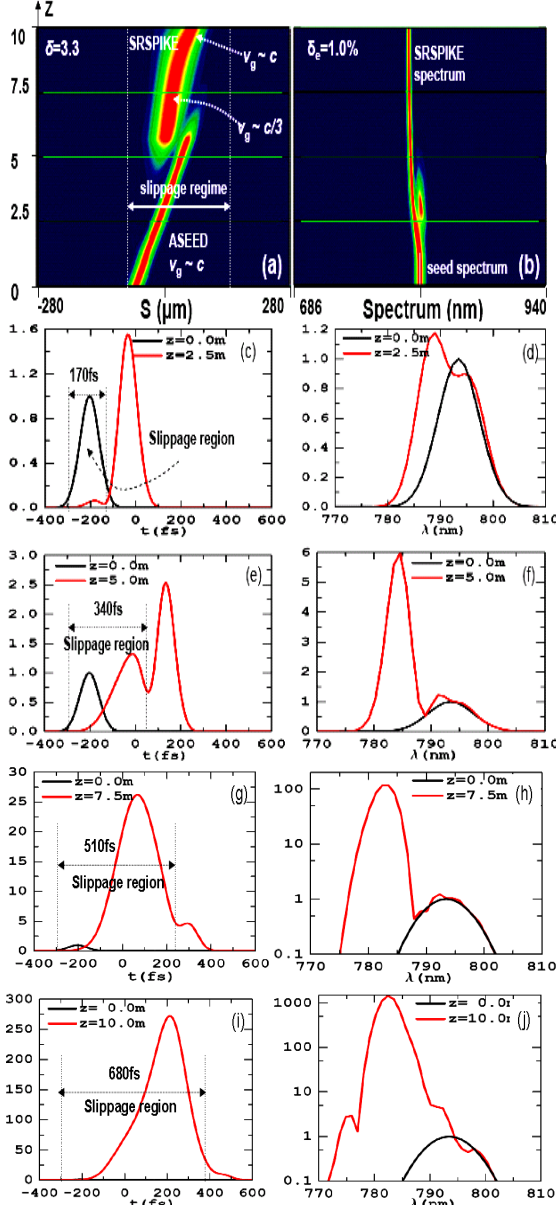 Z
10
7.5
5
2.5
0
δ=3.3
SRSPIKE
v_g ~ c
v_g ~ c/3
slippage regime
ASEED
v_g ~ c
(a)
-280
S (μm)
280
δ_e=1.0%
SRSPIKE
spectrum
(b)
seed spectrum
686
Spectrum (nm)
940
1.6
1.2
0.8
0.4
0.0
z=0.0m
z=2.5m
(c)
170fs
Slippage region
-400 -200 0 200 400 600
t(fs)
1.2
1.0
0.8
0.6
0.4
0.2
0.0
z=0.0m
z=2.5m
(d)
770 780 790 800 810
λ(nm)
3.0
2.5
2.0
1.5
1.0
0.5
0.0
z=0.0m
z=5.0m
(e)
340fs
Slippage region
-400 -200 0 200 400 600
t(fs)
6
5
4
3
2
1
0
z=0.0m
z=5.0m
(f)
770 780 790 800 810
λ(nm)
30
25
20
15
10
5
0
z=0.0m
z=7.5m
(g)
510fs
Slippage region
-400 -200 0 200 400 600
t(fs)
100
10
1
0.1
z=0.0m
z=7.5m
(h)
770 780 790 800 810
λ(nm)
300
250
200
150
100
50
0
z= 0.0m
z=10.0m
(i)
680fs
Slippage region
-400 -200 0 200 400 600
t(fs)
1000
100
10
1
0.1
z= 0.0m
z=10.0m
(j)
770 780 790 800 810
λ(nm)